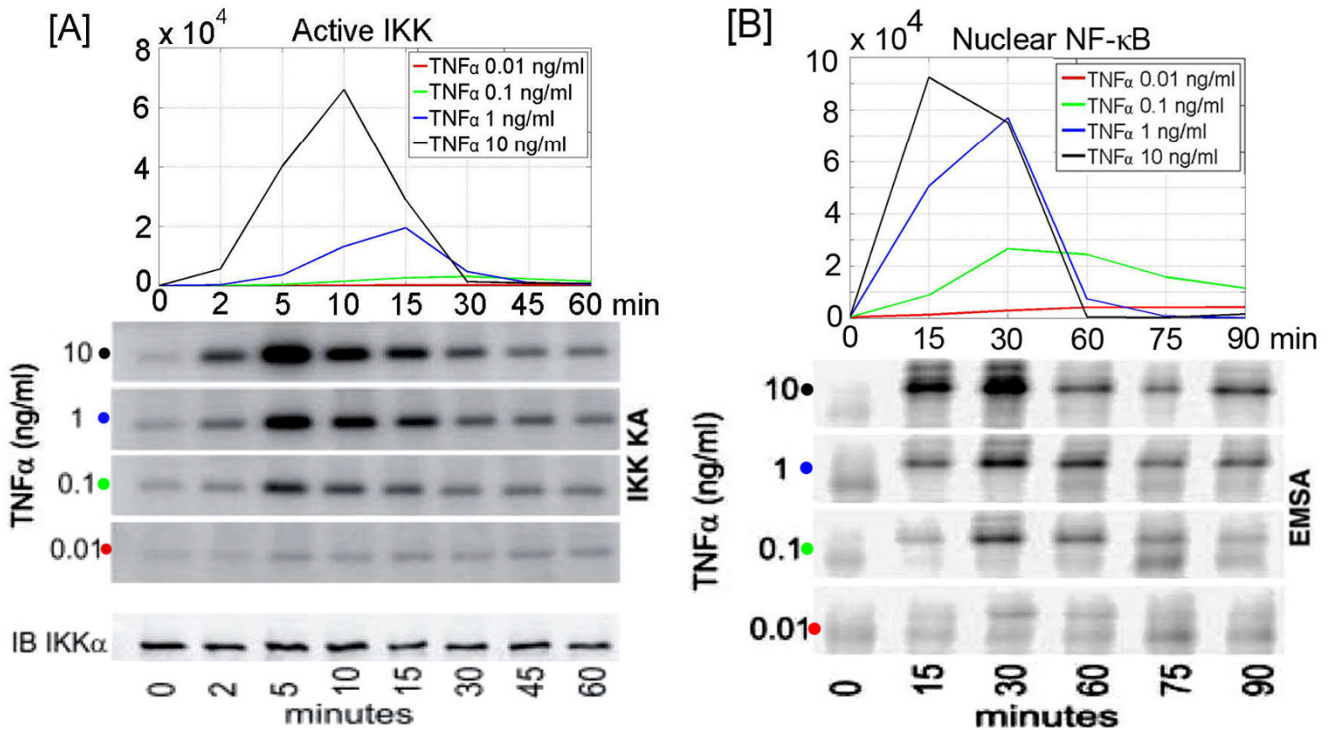 [A]
x 10⁴
Active IKK
8
6
4
2
0
TNFα 0.01 ng/ml
TNFα 0.1 ng/ml
TNFα 1 ng/ml
TNFα 10 ng/ml
0 2 5 10 15 30 45 60 min
TNFα (ng/ml)
10
1
0.1
0.01
IKK KA
IB IKKα
0 2 5 10 15 30 45 60
minutes
[B]
x 10⁴
Nuclear NF-κB
10
8
6
4
2
0
TNFα 0.01 ng/ml
TNFα 0.1 ng/ml
TNFα 1 ng/ml
TNFα 10 ng/ml
0 15 30 60 75 90
min
TNFα (ng/ml)
10
1
0.1
0.01
EMSA
0 15 30 60 75 90
minutes